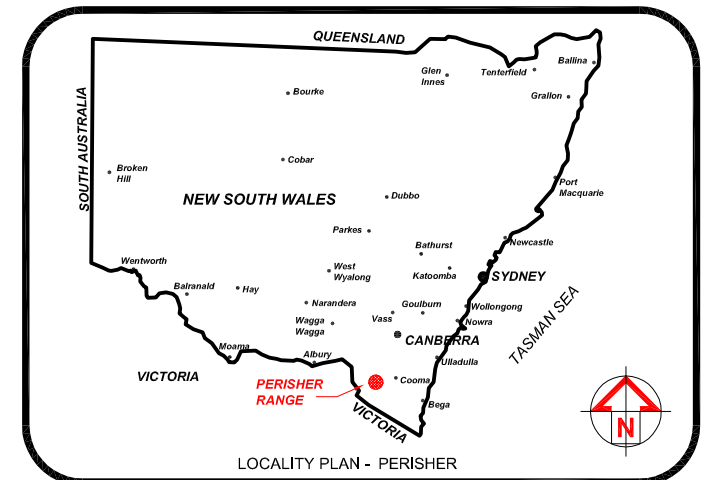 QUEENSLAND
Ballina
Glen
Innes
Tenterfield
Bourke
Grallon
SOUTH AUSTRALIA
Cobar
Broken
Hill
NEW SOUTH WALES
Dubbo
Port
Macquarie
Parkes
Bathurst
Newcastle
Wentworth
West
Wyalong
Katoomba
SYDNEY
Balranald
Hay
Narandera
Goulburn
Wollongong
Vass
Wagga
Wagga
Nowra
TASMAN SEA
CANBERRA
Moama
Albury
Ulladulla
VICTORIA
PERISHER
RANGE
Cooma
Bega
VICTORIA
N
LOCALITY PLAN - PERISHER